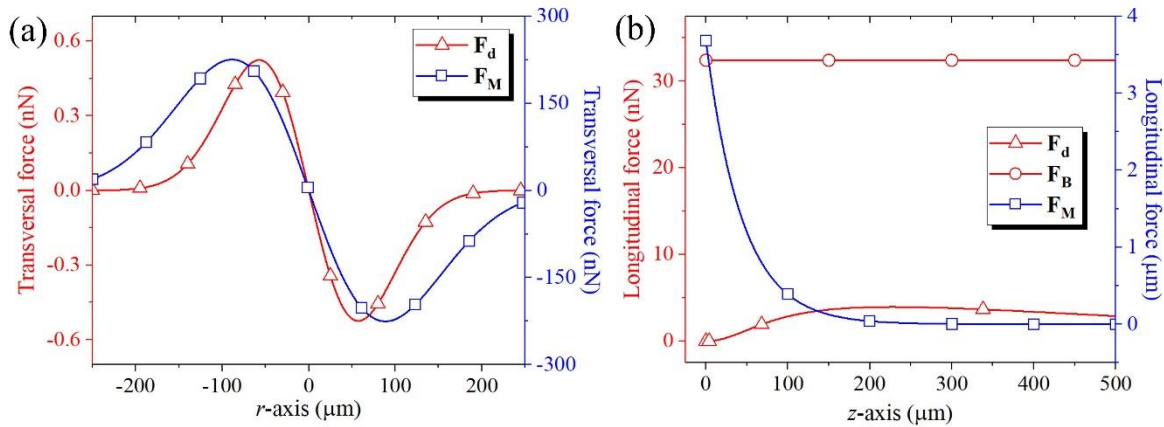 (a)
0.6
0.3
0.0
-0.3
-0.6
Transversal force (nN)
F_d
F_M
300
150
0
-150
-300
Transversal force (nN)
-200
-100
0
100
200
r-axis (μm)
(b)
30
20
10
0
Longitudinal force (nN)
F_d
F_B
F_M
4
3
2
1
0
Longitudinal force (μm)
0
100
200
300
400
500
z-axis (μm)